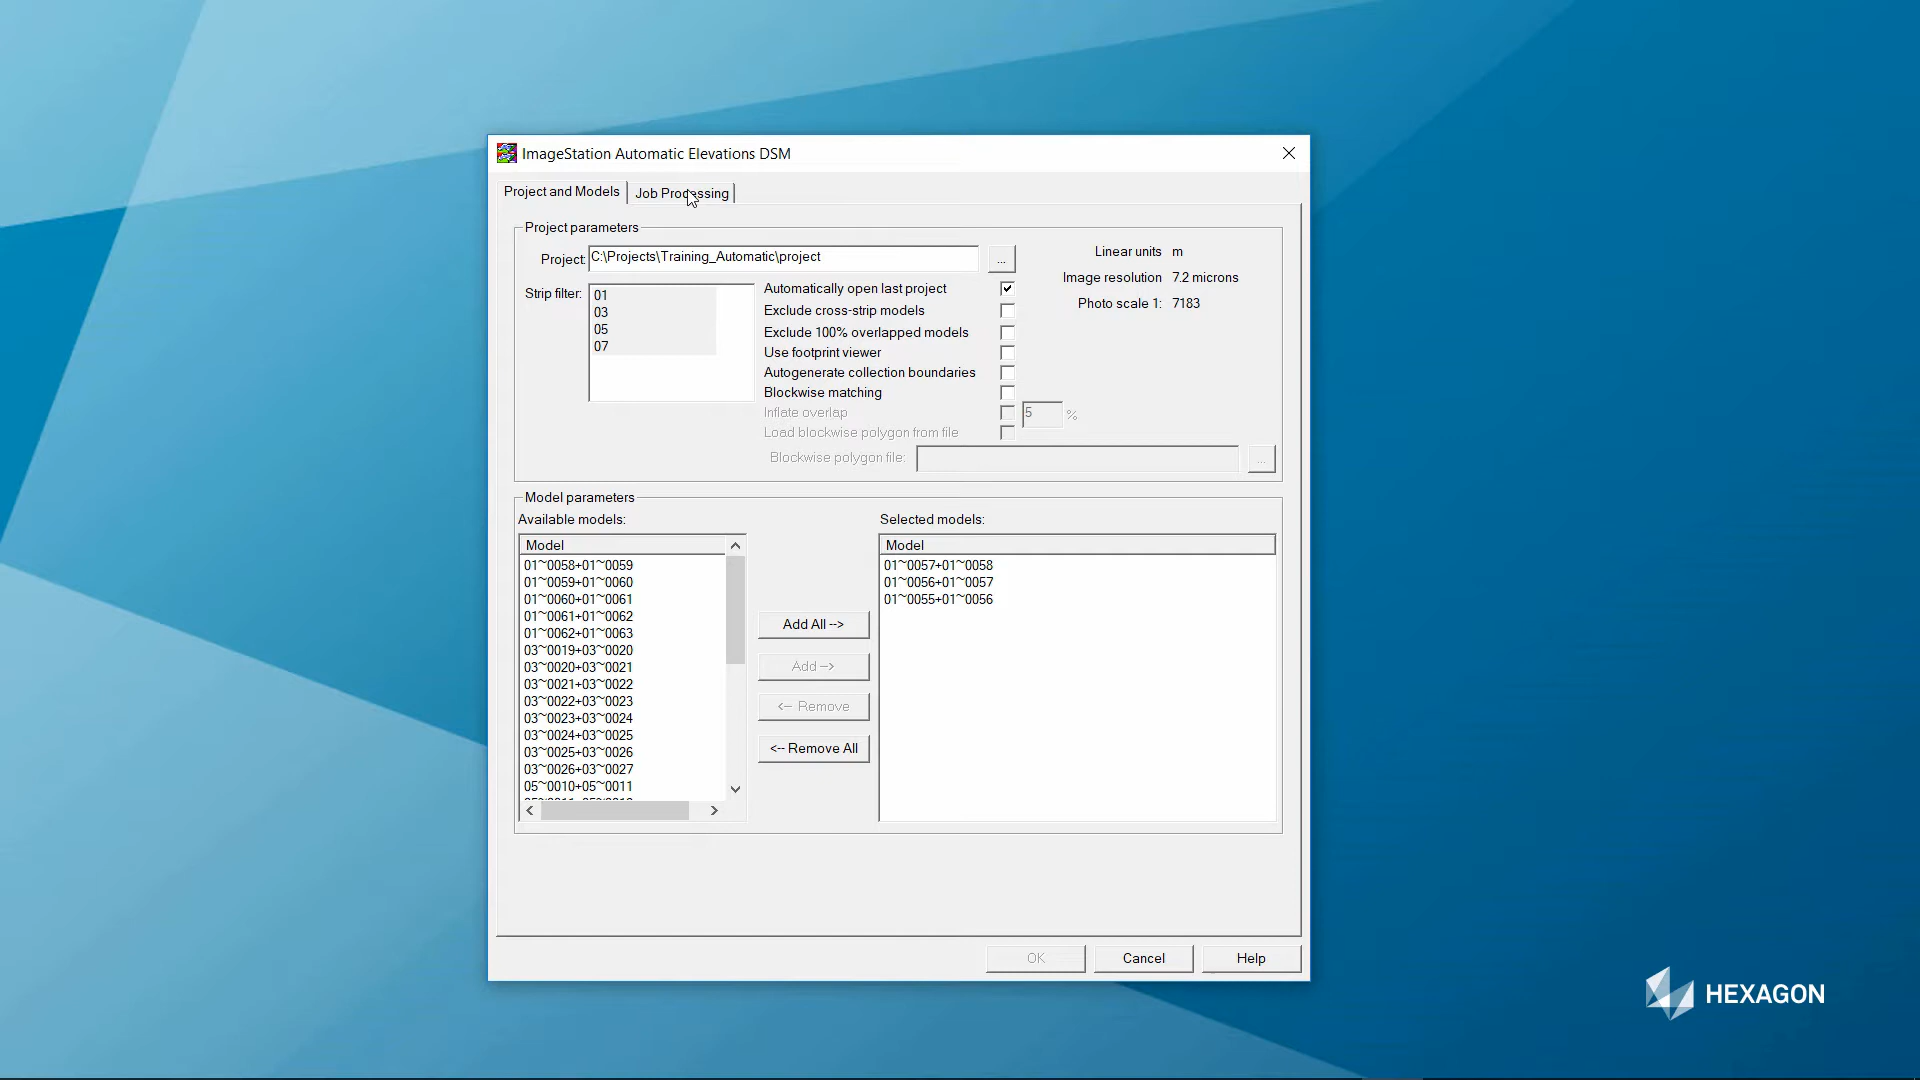 ImageStation Automatic Elevations DSM
Project and Models
Job Processing
Project parameters
Project:
C:\Projects\Training_Automatic\project
...
Linear units m
Image resolution 7.2 microns
Photo scale 1: 7183
Strip filter:
01
03
05
07
Automatically open last project
Exclude cross-strip models
Exclude 100% overlapped models
Use footprint viewer
Autogenerate collection boundaries
Blockwise matching
Inflate overlap
5 %
Load blockwise polygon from file
Blockwise polygon file:
...
Model parameters
Available models:
Model
01~0058+01~0059
01~0059+01~0060
01~0060+01~0061
01~0061+01~0062
01~0062+01~0063
03~0019+03~0020
03~0020+03~0021
03~0021+03~0022
03~0022+03~0023
03~0023+03~0024
03~0024+03~0025
03~0025+03~0026
03~0026+03~0027
05~0010+05~0011
Add All -->
Add -->
<-- Remove
<-- Remove All
Selected models:
Model
01~0057+01~0058
01~0056+01~0057
01~0055+01~0056
OK
Cancel
Help
HEXAGON